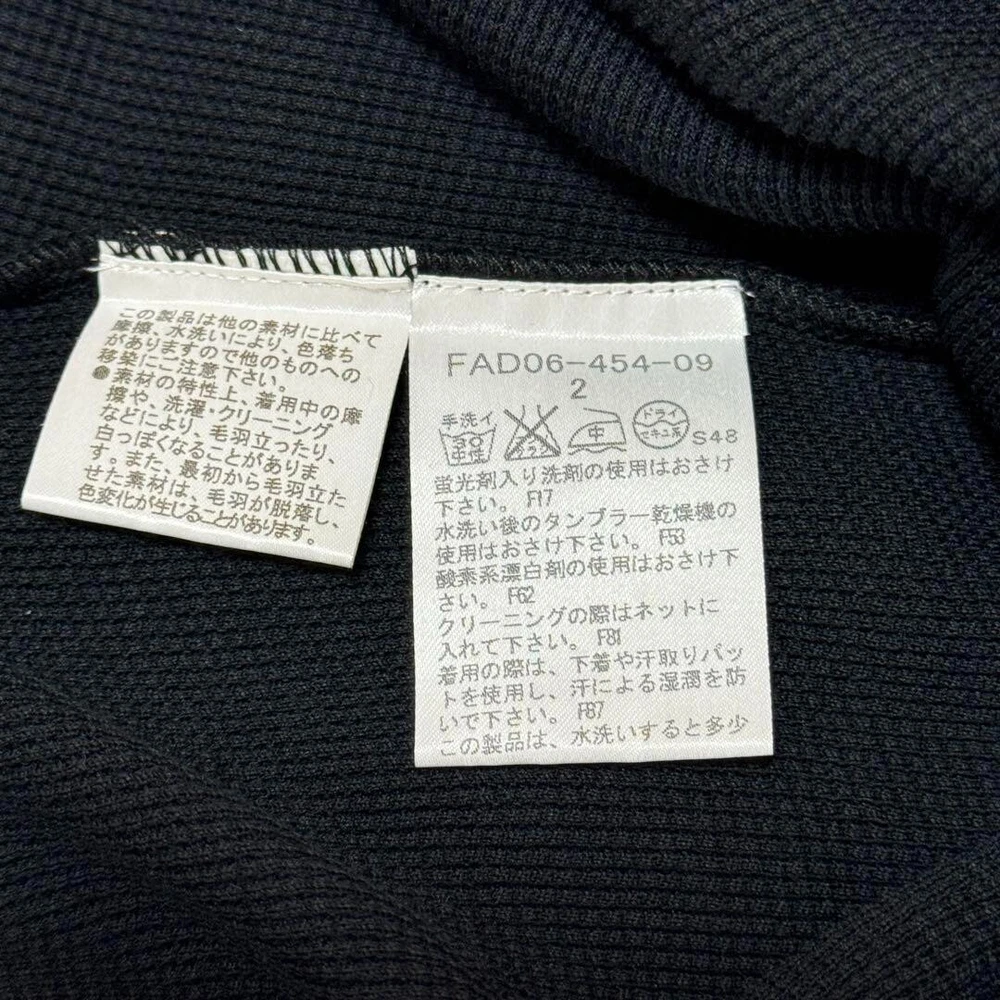 この製品は他の素材に比べて
摩擦、水洗いにより、色落ち
がありますので他のものへの
移染にご注意下さい。
●素材の特性上、着用中の摩
擦や、洗濯・クリーニング
などにより、毛羽立ったり、
白っぽくなることがありま
す。また、最初から毛羽立た
せた素材は、毛羽が脱落し、
色変化が生じることがあります。
FAD06-454-09
2
手洗イ
30
中性
エンソサラシ
中
ドライ
セキユ系
S48
蛍光剤入り洗剤の使用はおさけ
下さい。 F17
水洗い後のタンブラー乾燥機の
使用はおさけ下さい。 F53
酸素系漂白剤の使用はおさけ下
さい。 F62
クリーニングの際はネットに
入れて下さい。 F81
着用の際は、下着や汗取りパッ
トを使用し、汗による湿潤を防
いで下さい。 F87
この製品は、水洗いすると多少